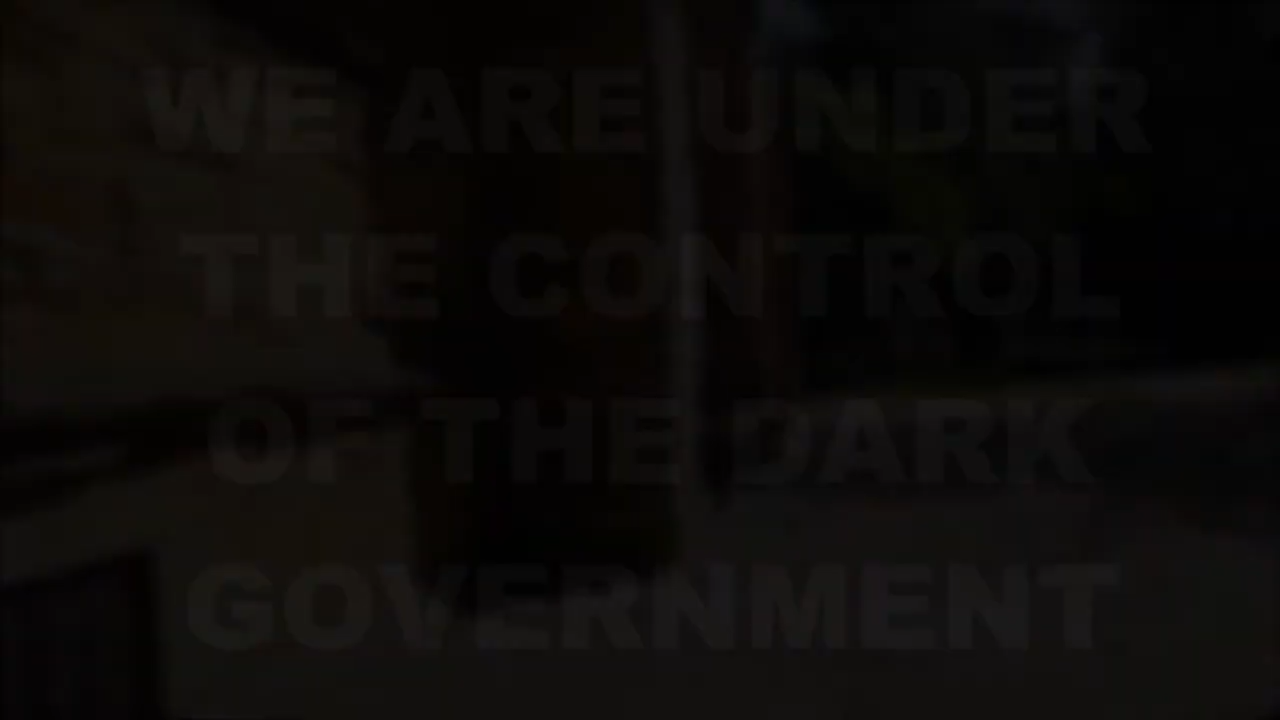 WE ARE UNDER
THE CONTROL
OF THE DARK
GOVERNMENT